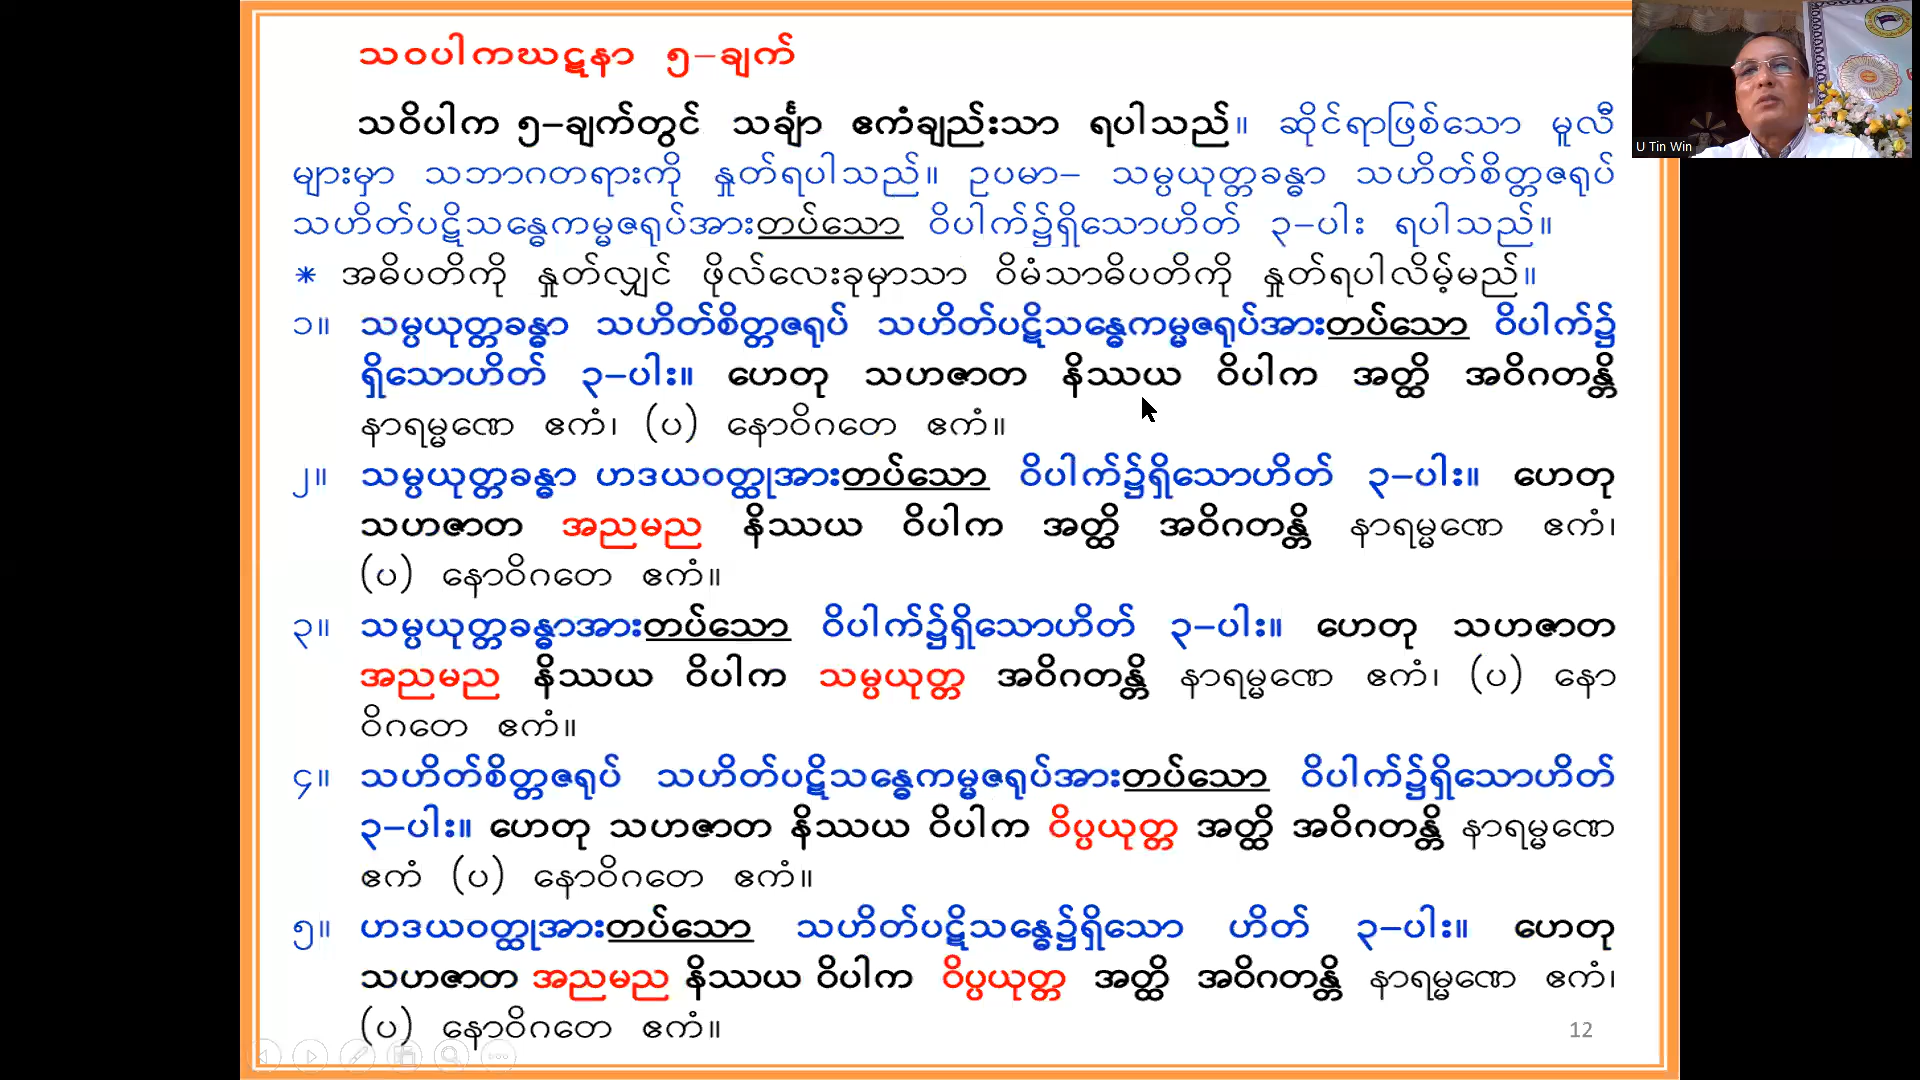 သဝပါကဃဋနာ ၅–ချက်
သဝိပါက ၅–ချက်တွင် သင်္ချာ ဧကံချည်းသာ ရပါသည်။ ဆိုင်ရာဖြစ်သော မူလီ
များမှာ သဘာဂတရားကို နှုတ်ရပါသည်။ ဥပမာ– သမ္ပယုတ္တခန္ဓာ သဟိတ်စိတ္တဇရုပ်
သဟိတ်ပဋိသန္ဓေကမ္မဇရုပ်အားတပ်သော ဝိပါက်၌ရှိသောဟိတ် ၃–ပါး ရပါသည်။
* အဓိပတိကို နှုတ်လျှင် ဖိုလ်လေးခုမှာသာ ဝိမံသာဓိပတိကို နှုတ်ရပါလိမ့်မည်။
၁။ သမ္ပယုတ္တခန္ဓာ သဟိတ်စိတ္တဇရုပ် သဟိတ်ပဋိသန္ဓေကမ္မဇရုပ်အားတပ်သော ဝိပါက်၌
ရှိသောဟိတ် ၃–ပါး။ ဟေတု သဟဇာတ နိဿယ ဝိပါက အတ္ထိ အဝိဂတန္တိ
နာရမ္မဏေ ဧကံ၊ (ပ) နောဝိဂတေ ဧကံ။
၂။ သမ္ပယုတ္တခန္ဓာ ဟဒယဝတ္ထုအားတပ်သော ဝိပါက်၌ရှိသောဟိတ် ၃–ပါး။ ဟေတု
သဟဇာတ အညမည နိဿယ ဝိပါက အတ္ထိ အဝိဂတန္တိ နာရမ္မဏေ ဧကံ၊
(ပ) နောဝိဂတေ ဧကံ။
၃။ သမ္ပယုတ္တခန္ဓာအားတပ်သော ဝိပါက်၌ရှိသောဟိတ် ၃–ပါး။ ဟေတု သဟဇာတ
အညမည နိဿယ ဝိပါက သမ္ပယုတ္တ အဝိဂတန္တိ နာရမ္မဏေ ဧကံ၊ (ပ) နော
ဝိဂတေ ဧကံ။
၄။ သဟိတ်စိတ္တဇရုပ် သဟိတ်ပဋိသန္ဓေကမ္မဇရုပ်အားတပ်သော ဝိပါက်၌ရှိသောဟိတ်
၃–ပါး။ ဟေတု သဟဇာတ နိဿယ ဝိပါက ဝိပ္ပယုတ္တ အတ္ထိ အဝိဂတန္တိ နာရမ္မဏေ
ဧကံ (ပ) နောဝိဂတေ ဧကံ။
၅။ ဟဒယဝတ္ထုအားတပ်သော သဟိတ်ပဋိသန္ဓေ၌ရှိသော ဟိတ် ၃–ပါး။ ဟေတု
သဟဇာတ အညမည နိဿယ ဝိပါက ဝိပ္ပယုတ္တ အတ္ထိ အဝိဂတန္တိ နာရမ္မဏေ ဧကံ၊
(ပ) နောဝိဂတေ ဧကံ။
12
U Tin Win